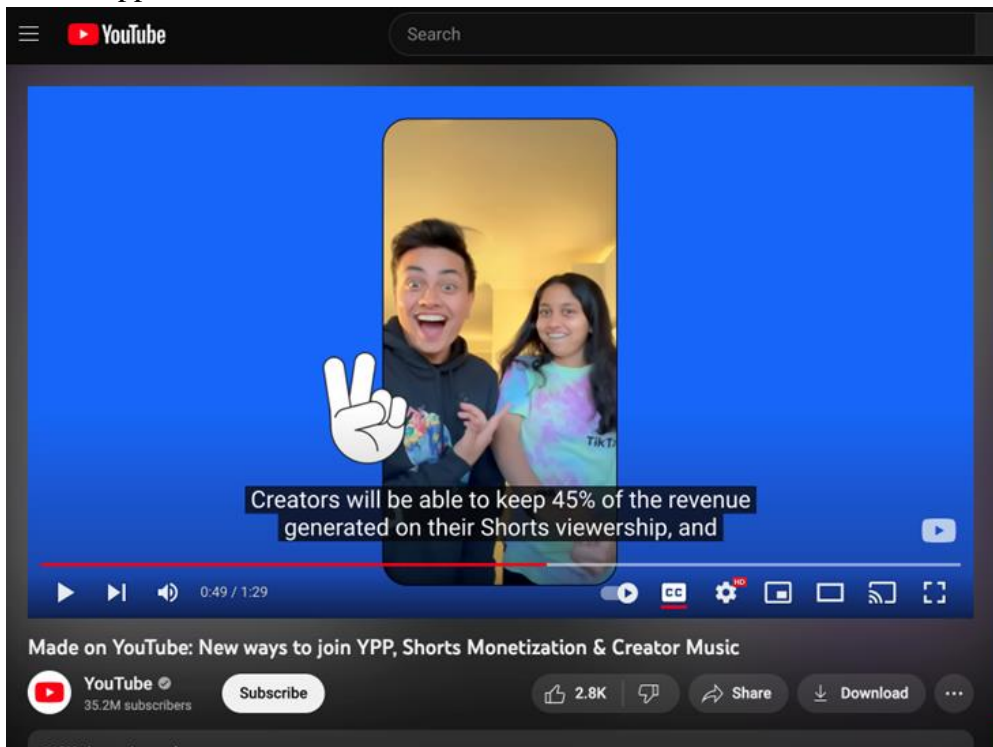 YouTube
Search
TikT
Creators will be able to keep 45% of the revenue
generated on their Shorts viewership, and
0:49 / 1:29
CC
HD
Made on YouTube: New ways to join YPP, Shorts Monetization & Creator Music
YouTube
35.2M subscribers
Subscribe
2.8K
Share
Download